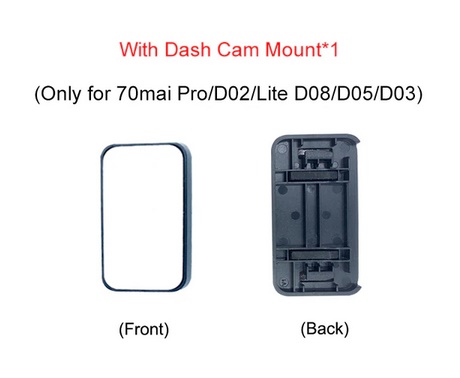 With Dash Cam Mount*1
(Only for 70mai Pro/D02/Lite D08/D05/D03)
(Front)
(Back)